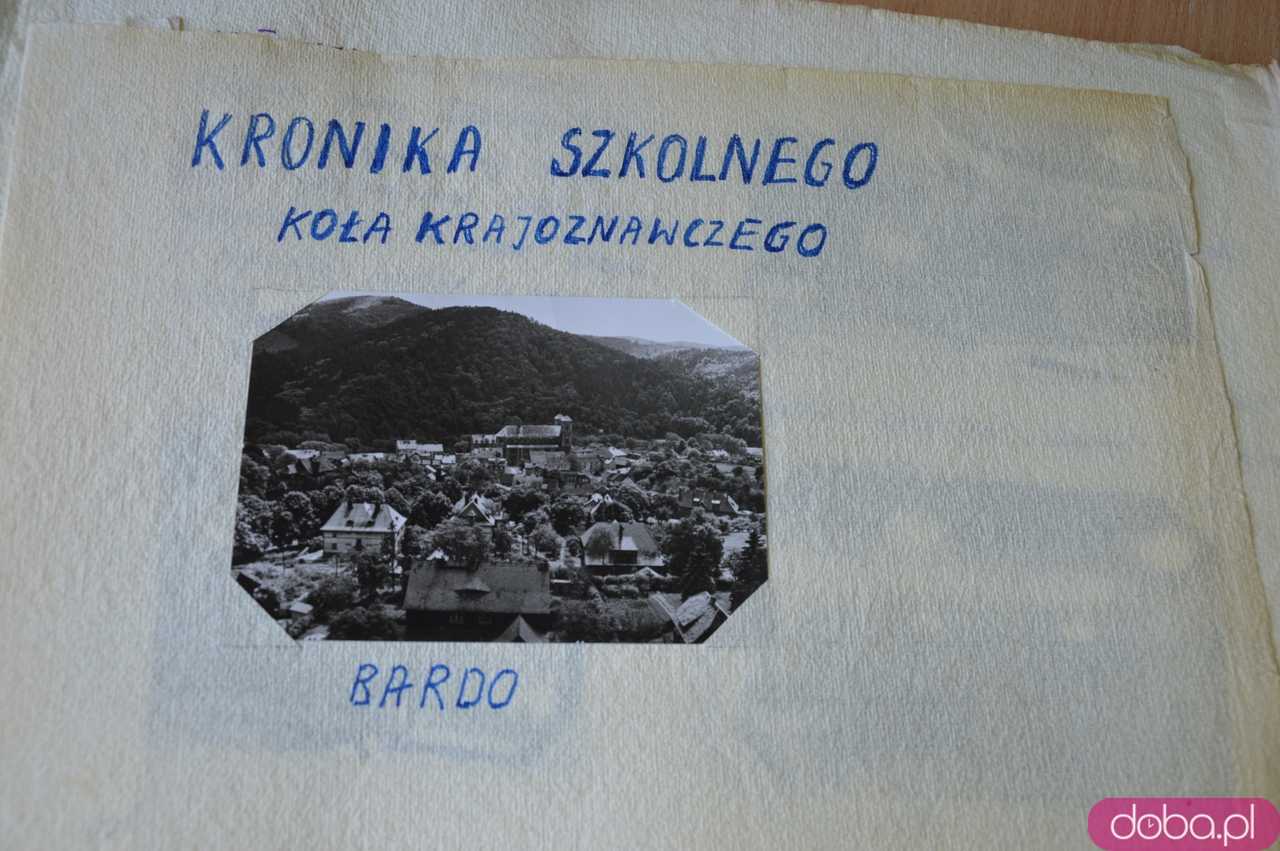 KRONIKA SZKOLNEGO
KOŁA KRAJOZNAWCZEGO
BARDO
doba.pl